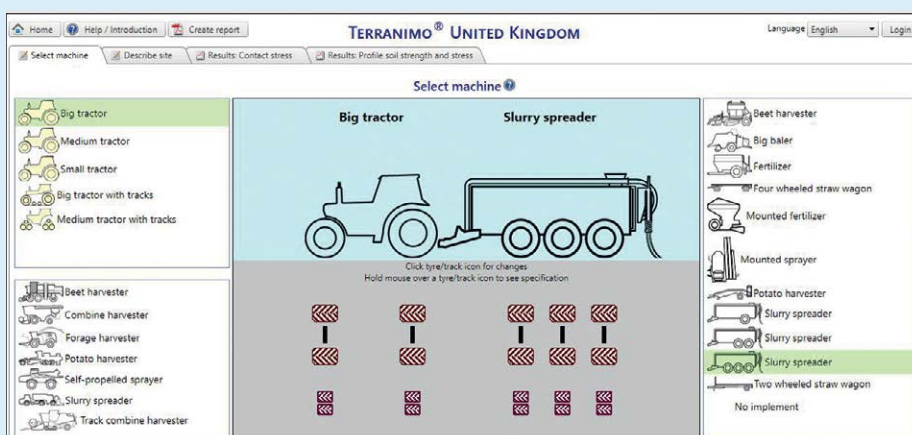 Home Help / Introduction Create report
TERRANIMO® UNITED KINGDOM
Language English Login
Select machine Describe site Results: Contact stress Results: Profile soil strength and stress
Select machine
Big tractor
Medium tractor
Small tractor
Big tractor with tracks
Medium tractor with tracks
Beet harvester
Combine harvester
Forage harvester
Potato harvester
Self-propelled sprayer
Slurry spreader
Track combine harvester
Big tractor Slurry spreader
Click tyre/track icon for changes
Hold mouse over a tyre/track icon to see specification
Beet harvester
Big baler
Fertilizer
Four wheeled straw wagon
Mounted fertilizer
Mounted sprayer
Potato harvester
Slurry spreader
Slurry spreader
Slurry spreader
Two wheeled straw wagon
No implement